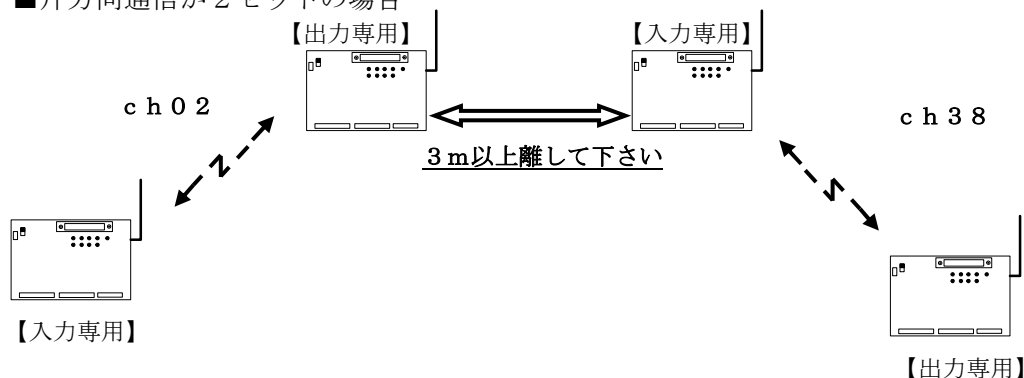 ■片方向通信が２セットの場合
【出力専用】
【入力専用】
ｃｈ０２
ｃｈ３８
３ｍ以上離して下さい
【入力専用】
【出力専用】